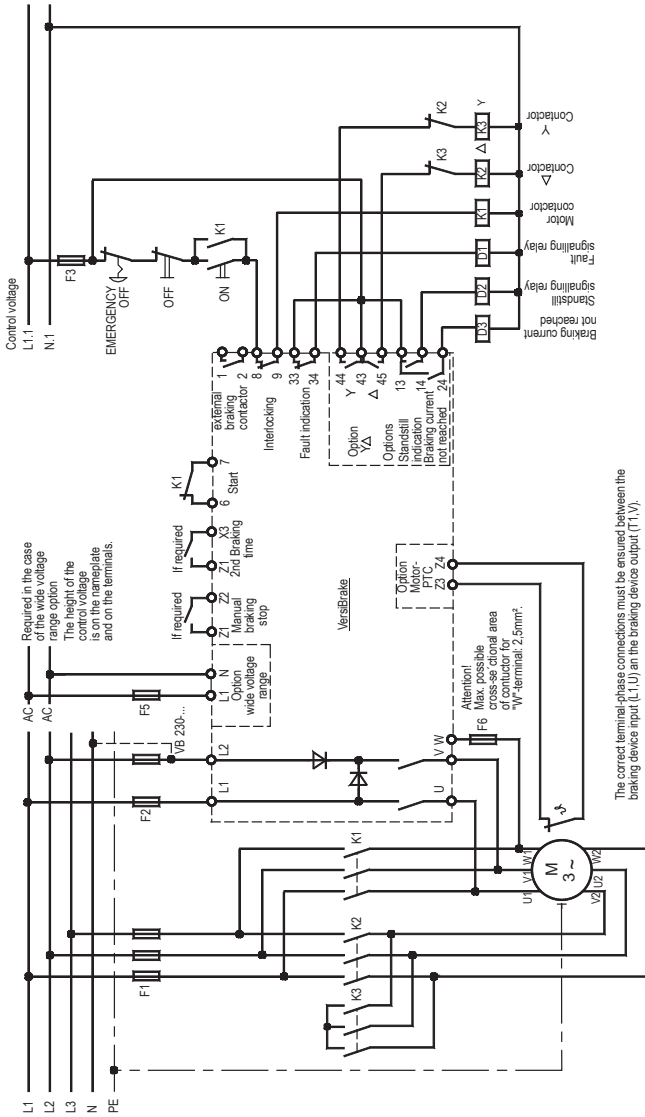 L1
L2
L3
N
PE
F1
F2
AC
AC
F5
Required in the case
of the wide voltage
range option
The height of the
control voltage
is on the nameplate
and on the terminals.
VB 230-...
L1
L2
L1
N
Option
wide voltage
range
If required
Z1
Z2
Manual
braking
stop
If required
Z1
X3
2nd Braking
time
K1
6
7
Start
Control voltage
L1.1
N.1
F3
EMERGENCY
OFF
OFF
ON
K1
1
2
8
9
33
34
external
braking
contactor
Interlocking
Fault indication
44
43
45
13
14
24
Y
Δ
Option
YΔ
Options
Standstill
indication
Braking current
not reached
VersiBrake
Option
Motor-
PTC
Z3
Z4
U
V
W
Attention!
Max. possible
cross-se´ctional area
of contuctor for
"W"-terminal: 2,5mm².
F6
K3
K2
K1
U1
V1
W1
M
3 ~
V2
U2
W2
ϑ
D3
D2
D1
K1
K2
K3
K3
K2
Δ
Y
Braking current
not reached
Standstill
signalling relay
Fault
signalling relay
Motor
contactor
Contactor
Δ
Contactor
Y
The correct terminal-phase connections must be ensured between the
braking device input (L1,U) an the braking device output (T1,V).